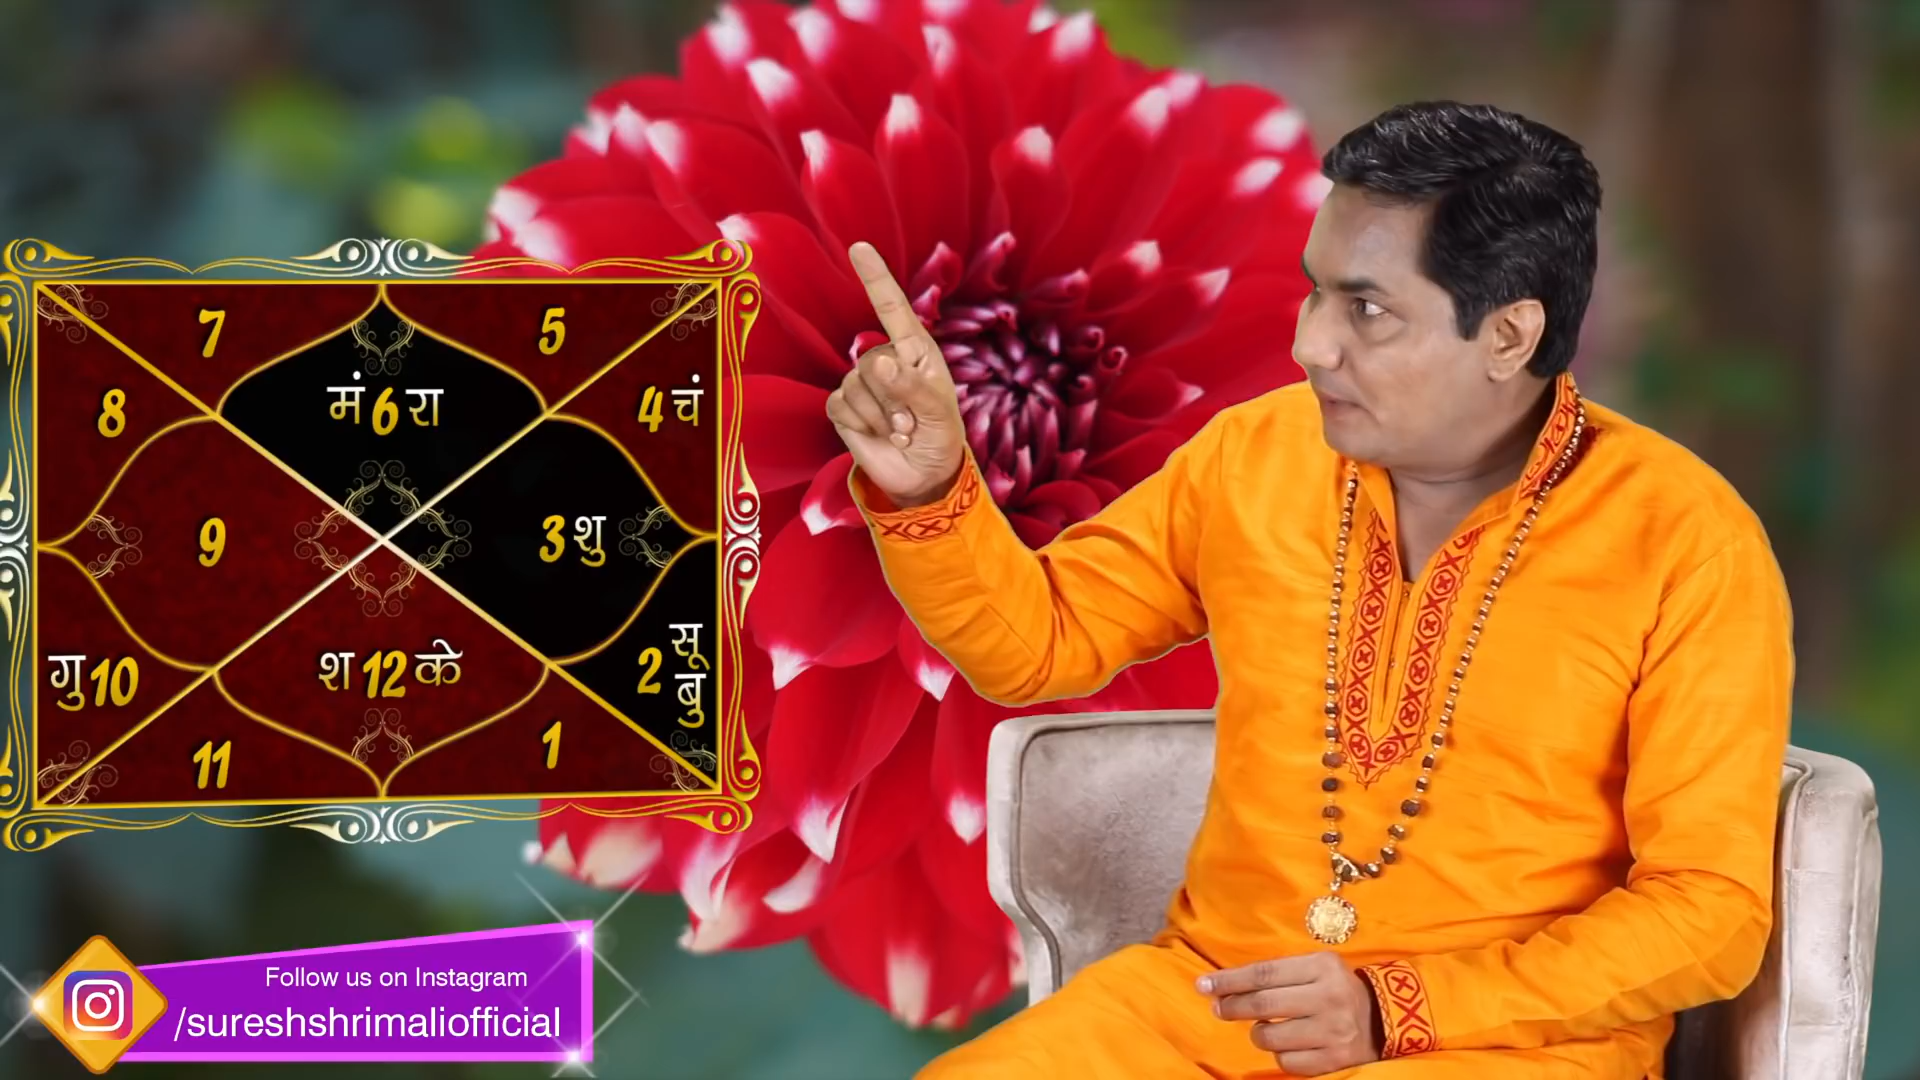 7
5
8
मं 6 रा
4 चं
9
3 शु
गु 10
श 12 के
2 सू
बु
11
1
Follow us on Instagram
/sureshshrimaliofficial